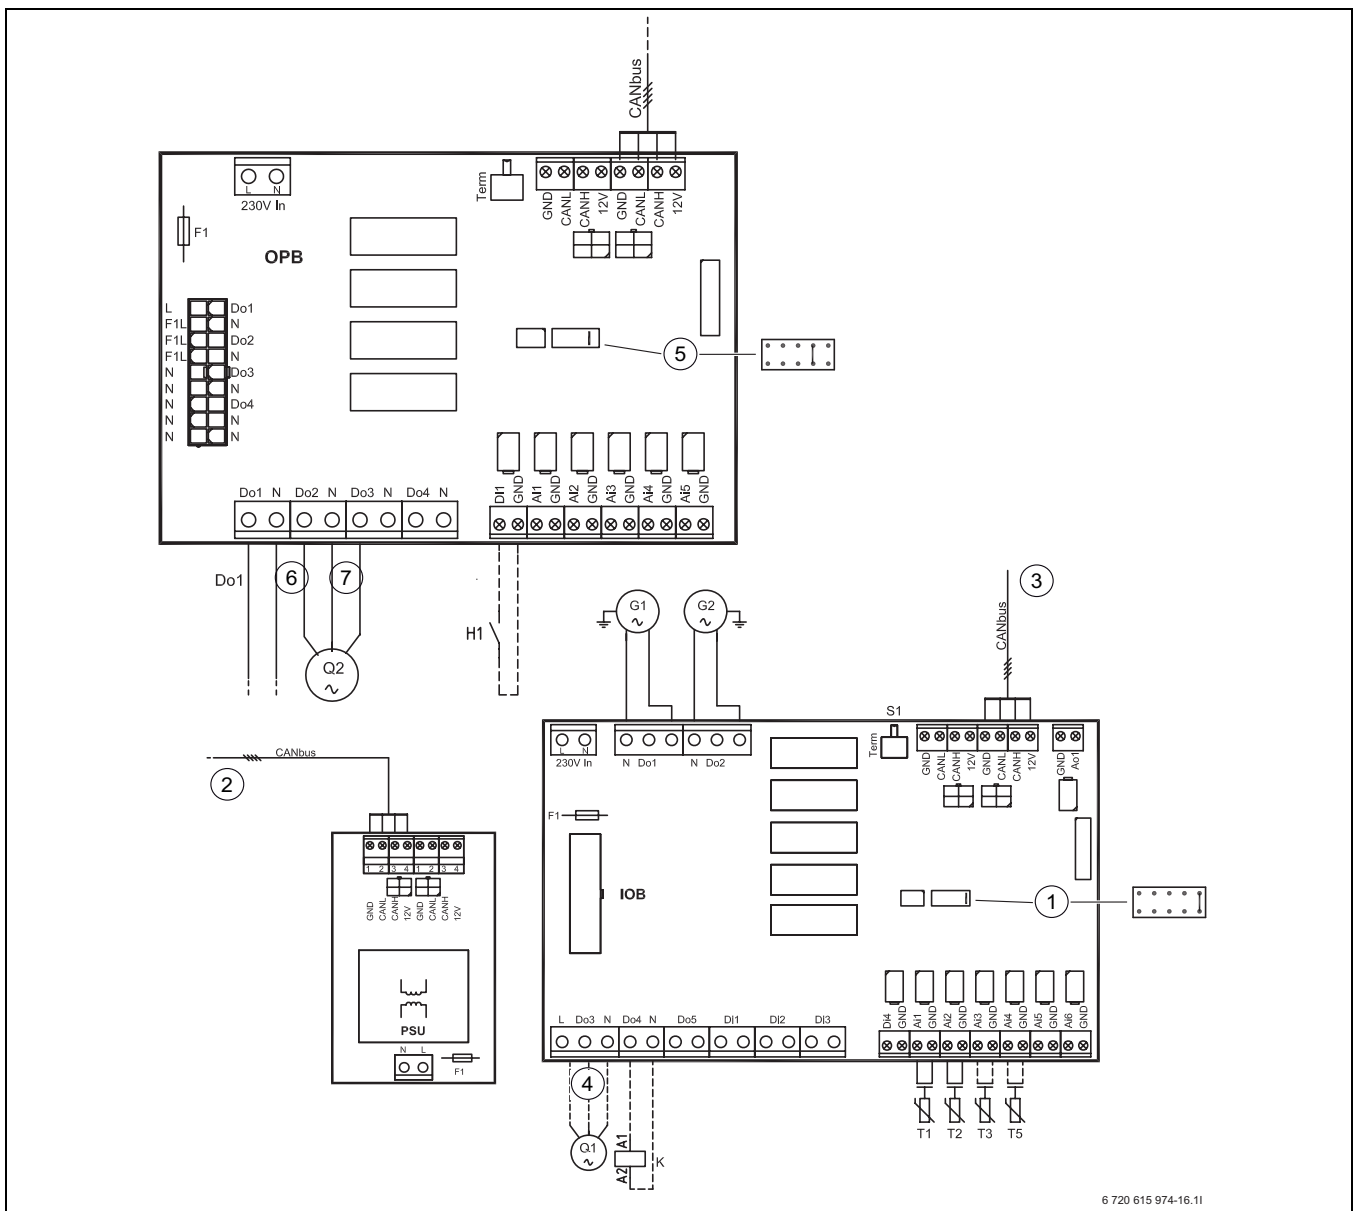 CANbus
Term
GND
CANL
CANH
12V
GND
CANL
CANH
12V
L N
230V In
F1
OPB
L Do1
F1L N
F1L Do2
F1L N
N Do3
N N
N Do4
N N
N N
5
Do1 N Do2 N Do3 N Do4 N
DI1
GND
AI1
GND
AI2
GND
Ai3
GND
Ai4
GND
Ai5
GND
Do1
6
7
Q2
H1
G1
G2
3
CANbus
S1
Term
GND
CANL
CANH
12V
GND
CANL
CANH
12V
GND
Ao1
L N
230V In
N Do1 N Do2
F1
IOB
1
CANbus
2
1 2 3 4 1 2 3 4
GND
CANL
CANH
12V
GND
CANL
CANH
12V
PSU
N L
F1
L Do3 N Do4 N Do5 DI1 DI2 DI3
Di4
GND
Ai1
GND
Ai2
GND
Ai3
GND
Ai4
GND
Ai5
GND
Ai6
GND
4
Q1
A1
A2
K
T1 T2 T3 T5
6 720 615 974-16.1I